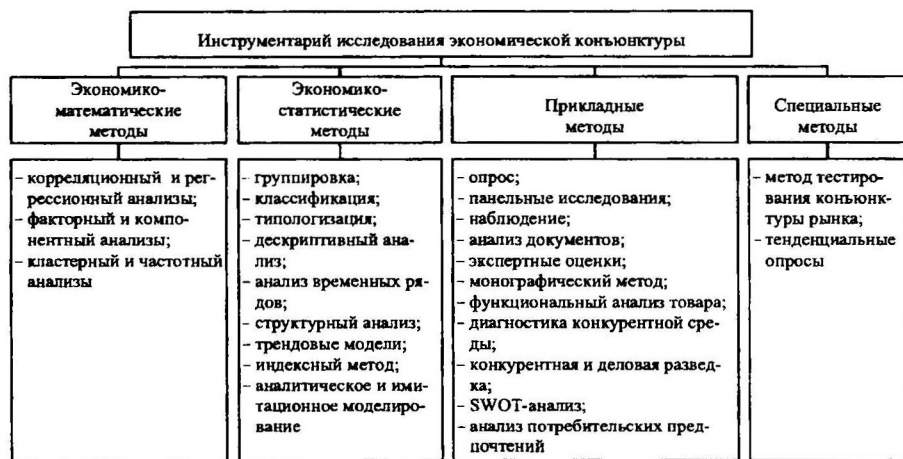 Инструментарий исследования экономической конъюнктуры
Экономико-
математические
методы
Экономико-
статистические
методы
Прикладные
методы
Специальные
методы
– корреляционный и рег-
рессионный анализы;
– факторный и компо-
нентный анализы;
– кластерный и частотный
анализы
– группировка;
– классификация;
– типологизация;
– дескриптивный ана-
лиз;
– анализ временных ря-
дов;
– структурный анализ;
– трендовые модели;
– индексный метод;
– аналитическое и ими-
тационное моделиро-
вание
– опрос;
– панельные исследования;
– наблюдение;
– анализ документов;
– экспертные оценки;
– монографический метод;
– функциональный анализ товара;
– диагностика конкурентной сре-
ды;
– конкурентная и деловая развед-
ка;
– SWOT-анализ;
– анализ потребительских пред-
почтений
– метод тестиро-
вания конъюнк-
туры рынка;
– тенденциальные
опросы